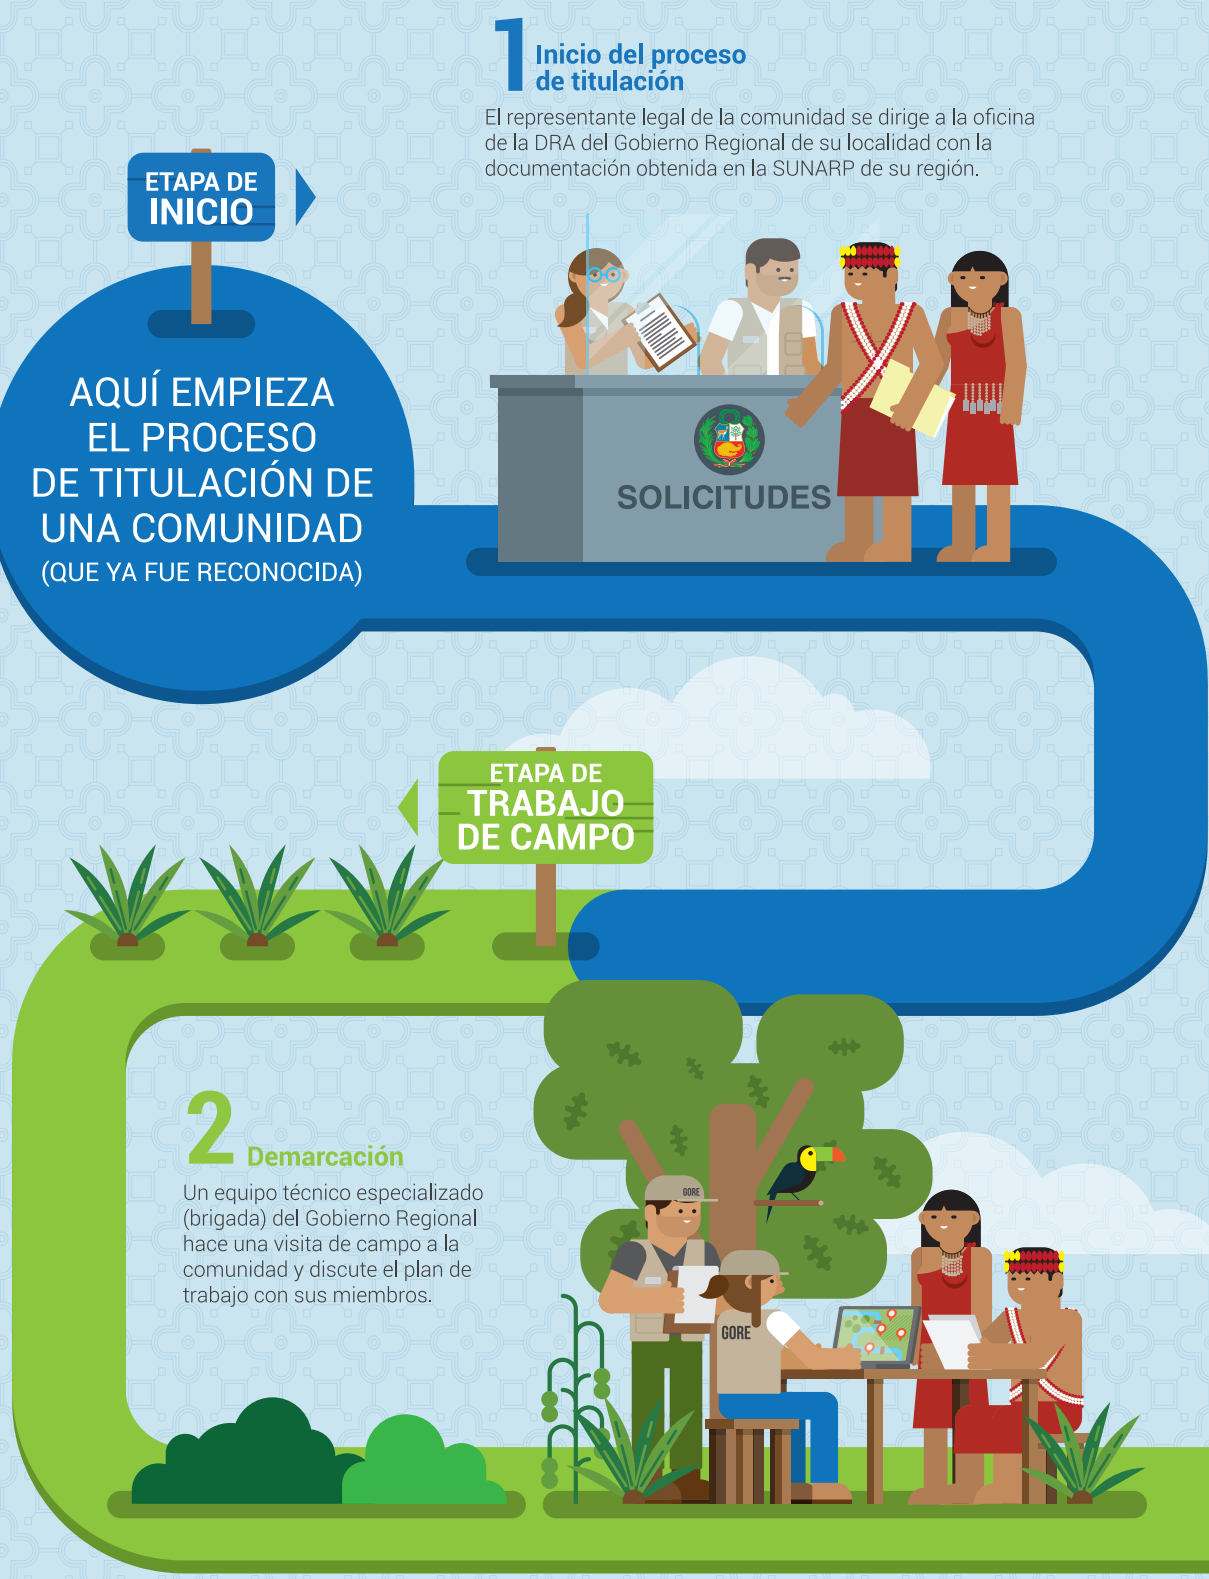 1 Inicio del proceso
de titulación
El representante legal de la comunidad se dirige a la oficina
de la DRA del Gobierno Regional de su localidad con la
documentación obtenida en la SUNARP de su región.
ETAPA DE
INICIO
AQUÍ EMPIEZA
EL PROCESO
DE TITULACIÓN DE
UNA COMUNIDAD
(QUE YA FUE RECONOCIDA)
SOLICITUDES
ETAPA DE
TRABAJO
DE CAMPO
2 Demarcación
Un equipo técnico especializado
(brigada) del Gobierno Regional
hace una visita de campo a la
comunidad y discute el plan de
trabajo con sus miembros.
GORE
GORE